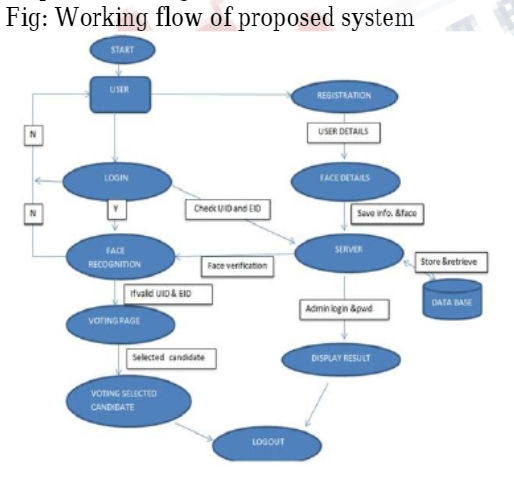 Fig: Working flow of proposed system
START
USER
REGISTRATION
N
USER DETAILS
LOGIN
FACE DETAILS
N
Y
Check UID and EID
Save info. &face
FACE
RECOGNITION
SERVER
Face verification
Store &retrieve
If valid UID & EID
DATA BASE
Admin login &pwd
VOTING PAGE
Selected candidate
DISPLAY RESULT
VOTING SELECTED
CANDIDATE
LOGOUT